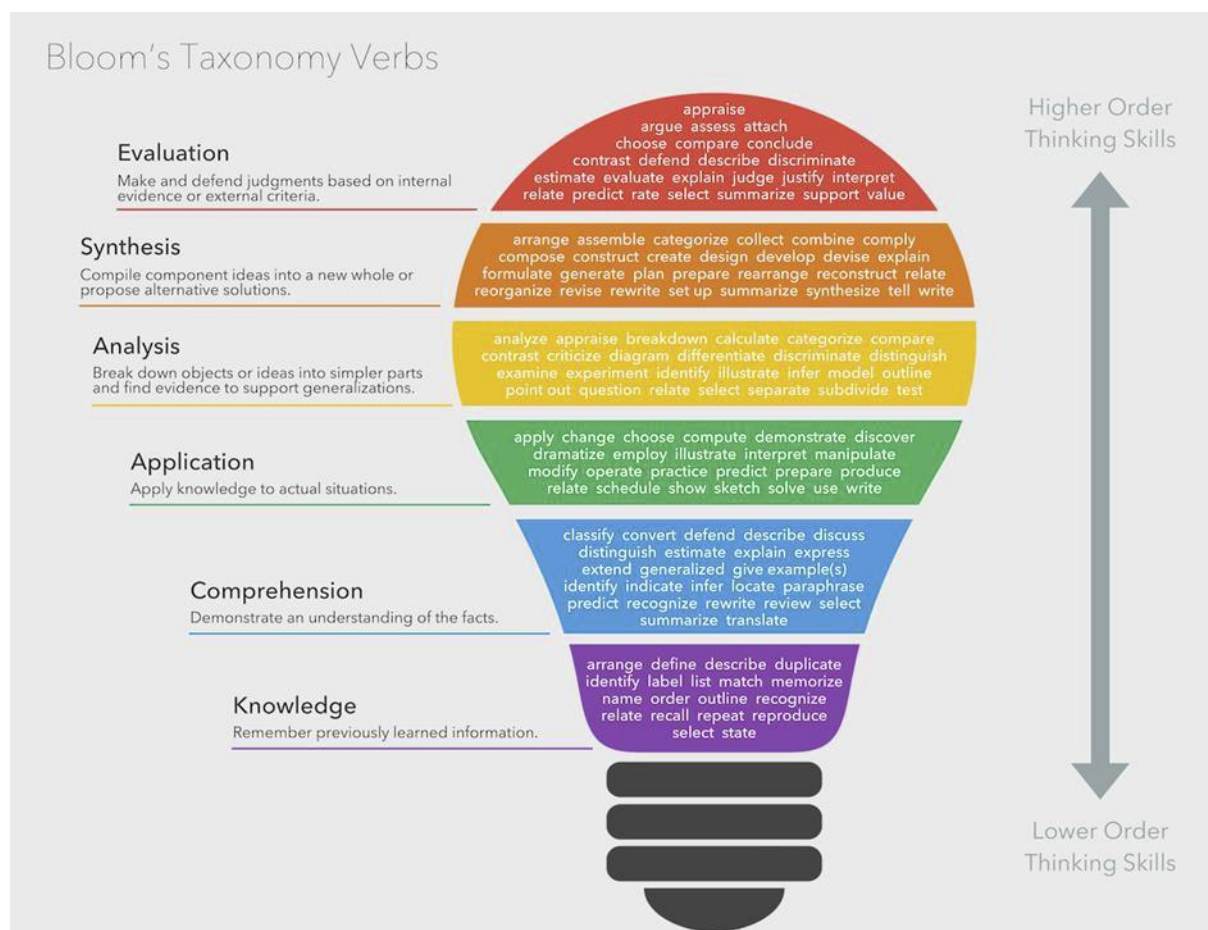 Bloom's Taxonomy Verbs
Higher Order
Thinking Skills
Evaluation
Make and defend judgments based on internal
evidence or external criteria.
appraise
argue assess attach
choose compare conclude
contrast defend describe discriminate
estimate evaluate explain judge justify interpret
relate predict rate select summarize support value
Synthesis
Compile component ideas into a new whole or
propose alternative solutions.
arrange assemble categorize collect combine comply
compose construct create design develop devise explain
formulate generate plan prepare rearrange reconstruct relate
reorganize revise rewrite set up summarize synthesize tell write
Analysis
Break down objects or ideas into simpler parts
and find evidence to support generalizations.
analyze appraise breakdown calculate categorize compare
contrast criticize diagram differentiate discriminate distinguish
examine experiment identify illustrate infer model outline
point out question relate select separate subdivide test
Application
Apply knowledge to actual situations.
apply change choose compute demonstrate discover
dramatize employ illustrate interpret manipulate
modify operate practice predict prepare produce
relate schedule show sketch solve use write
Comprehension
Demonstrate an understanding of the facts.
classify convert defend describe discuss
distinguish estimate explain express
extend generalized give example(s)
identify indicate infer locate paraphrase
predict recognize rewrite review select
summarize translate
Knowledge
Remember previously learned information.
arrange define describe duplicate
identify label list match memorize
name order outline recognize
relate recall repeat reproduce
select state
Lower Order
Thinking Skills